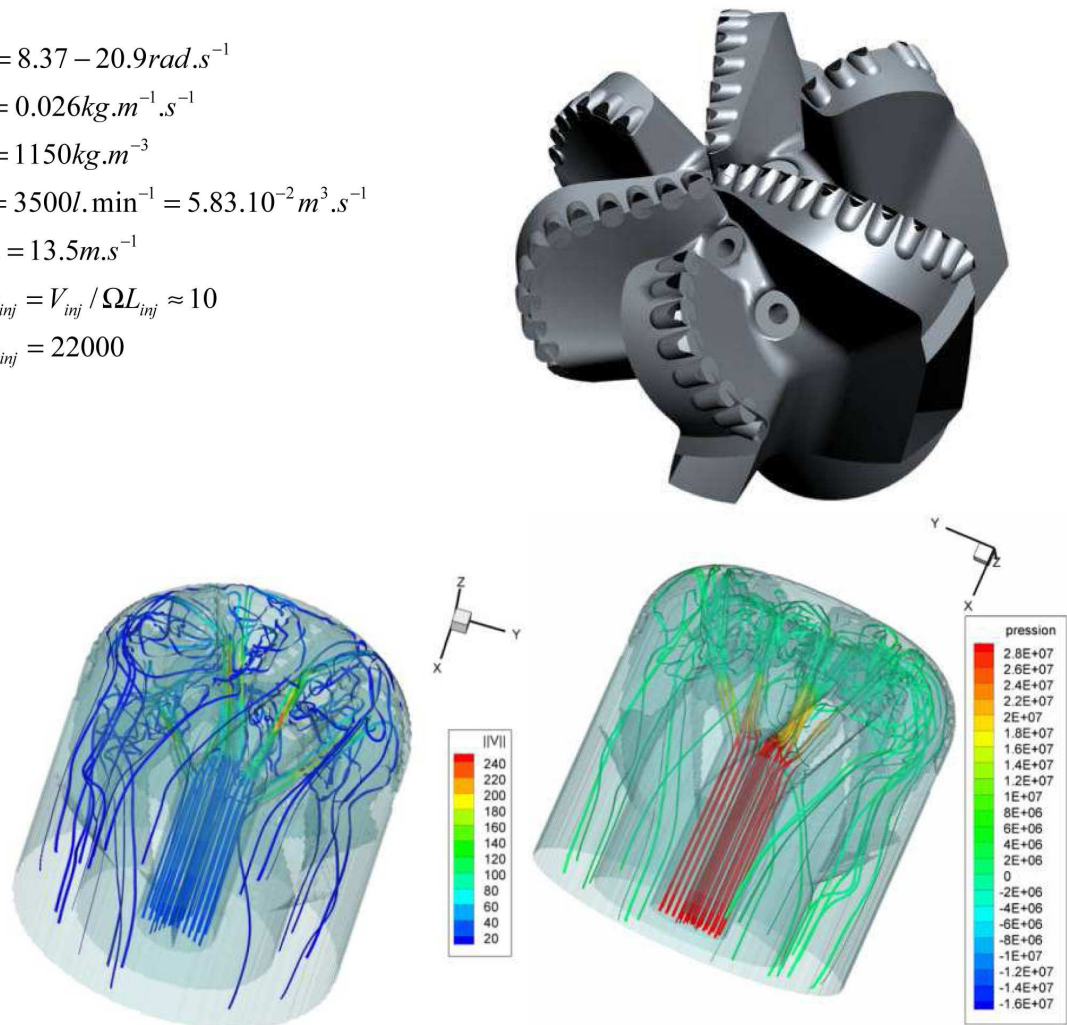 = 8.37 − 20.9rad.s⁻¹
= 0.026kg.m⁻¹.s⁻¹
= 1150kg.m⁻³
= 3500l.min⁻¹ = 5.83.10⁻²m³.s⁻¹
= 13.5m.s⁻¹
inj = V_inj / ΩL_inj ≈ 10
inj = 22000
Z
Y
X
||V||
240
220
200
180
160
140
120
100
80
60
40
20
Y
Z
X
pression
2.8E+07
2.6E+07
2.4E+07
2.2E+07
2E+07
1.8E+07
1.6E+07
1.4E+07
1.2E+07
1E+07
8E+06
6E+06
4E+06
2E+06
0
-2E+06
-4E+06
-6E+06
-8E+06
-1E+07
-1.2E+07
-1.4E+07
-1.6E+07